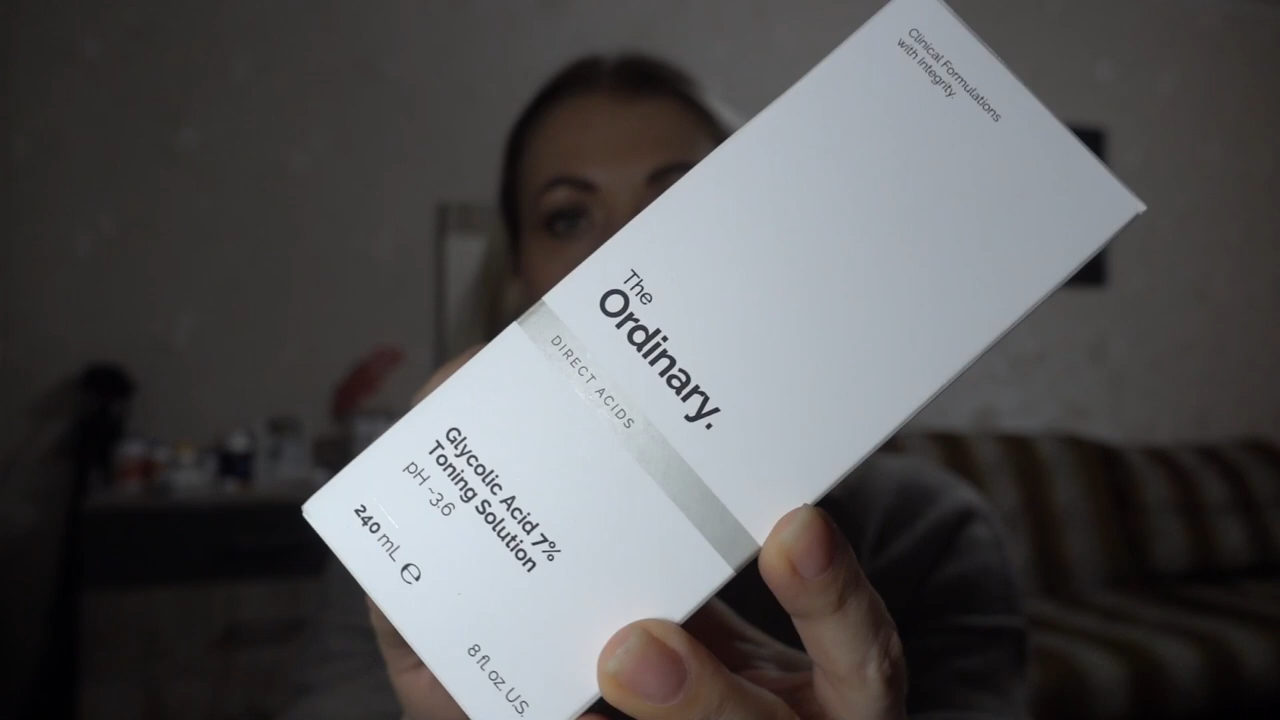 Clinical Formulations
with Integrity.
The
Ordinary.
DIRECT ACIDS
Glycolic Acid 7%
Toning Solution
pH ~3.6
240 mL ℮
8 fl oz U.S.